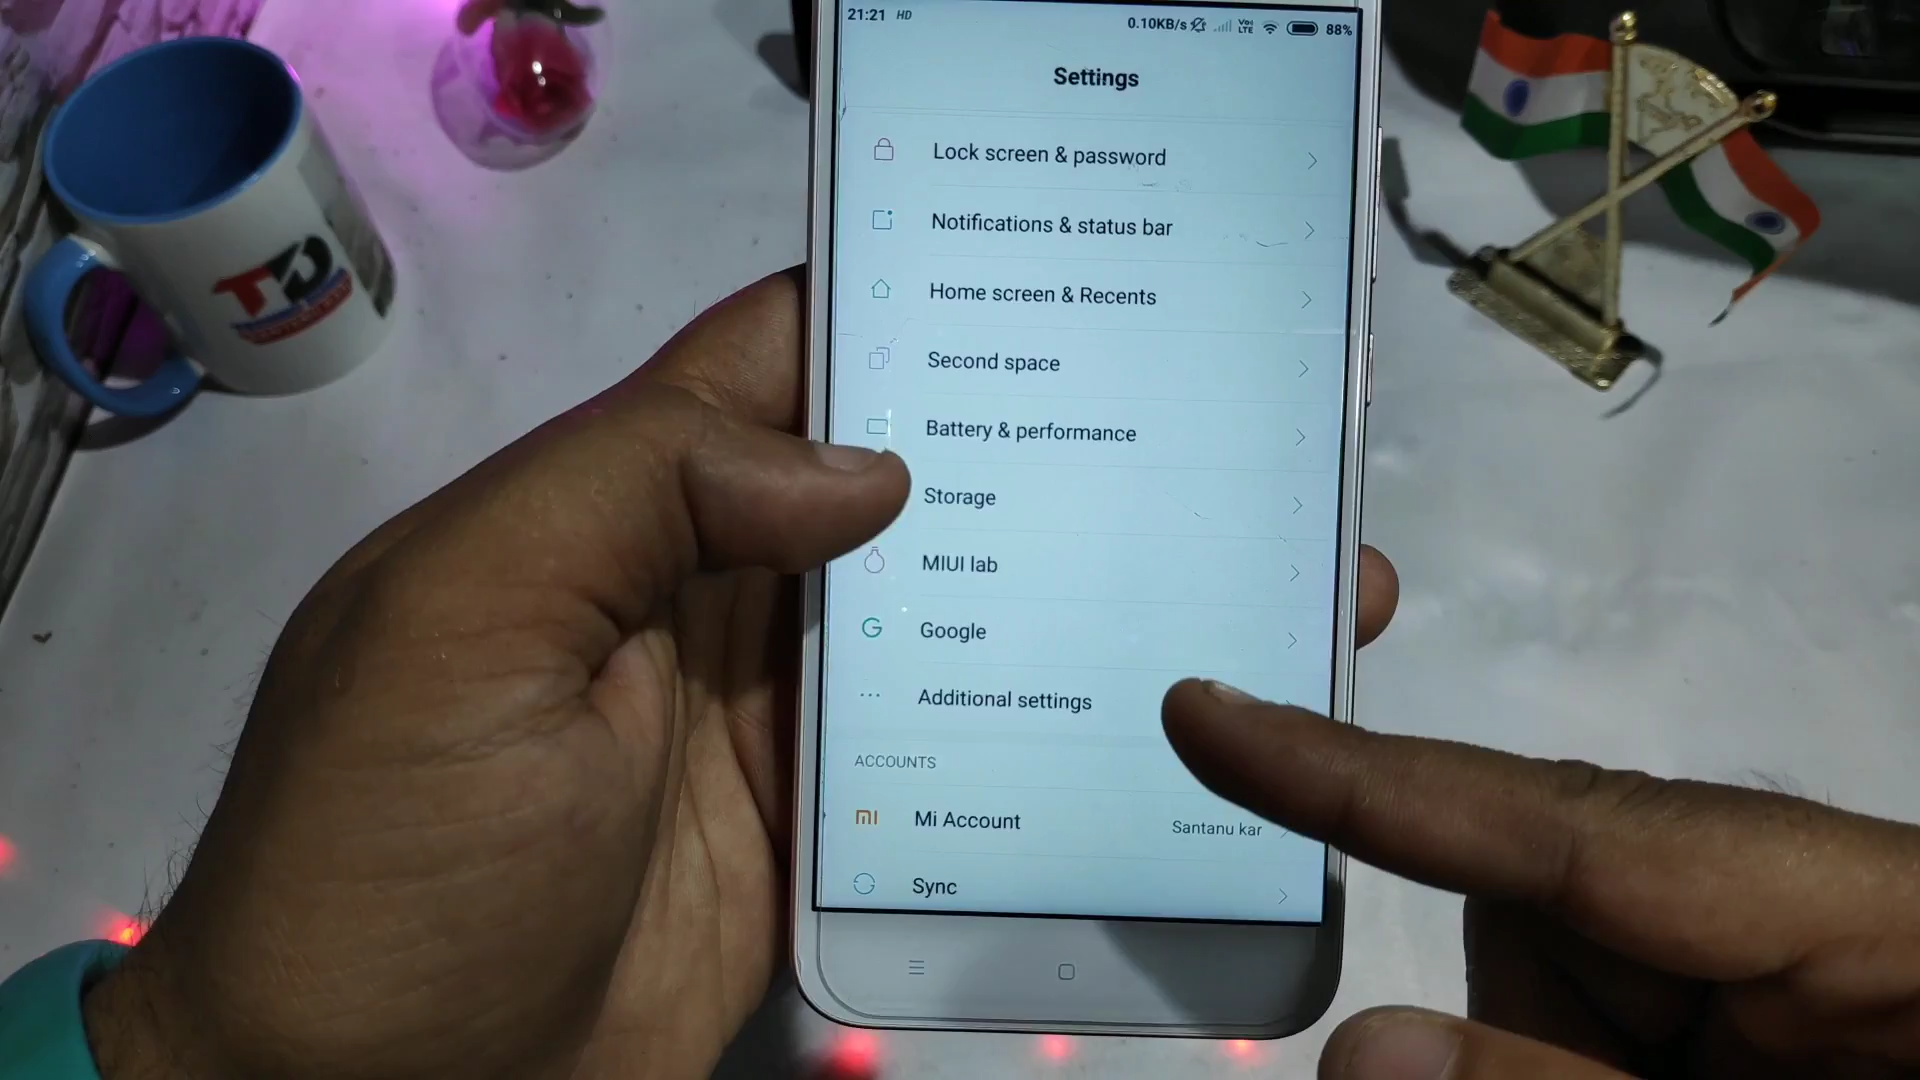 21:21 HD 0.10KB/s VoLTE 88%
Settings
Lock screen & password
Notifications & status bar
Home screen & Recents
Second space
Battery & performance
Storage
MIUI lab
Google
Additional settings
ACCOUNTS
Mi Account Santanu kar
Sync